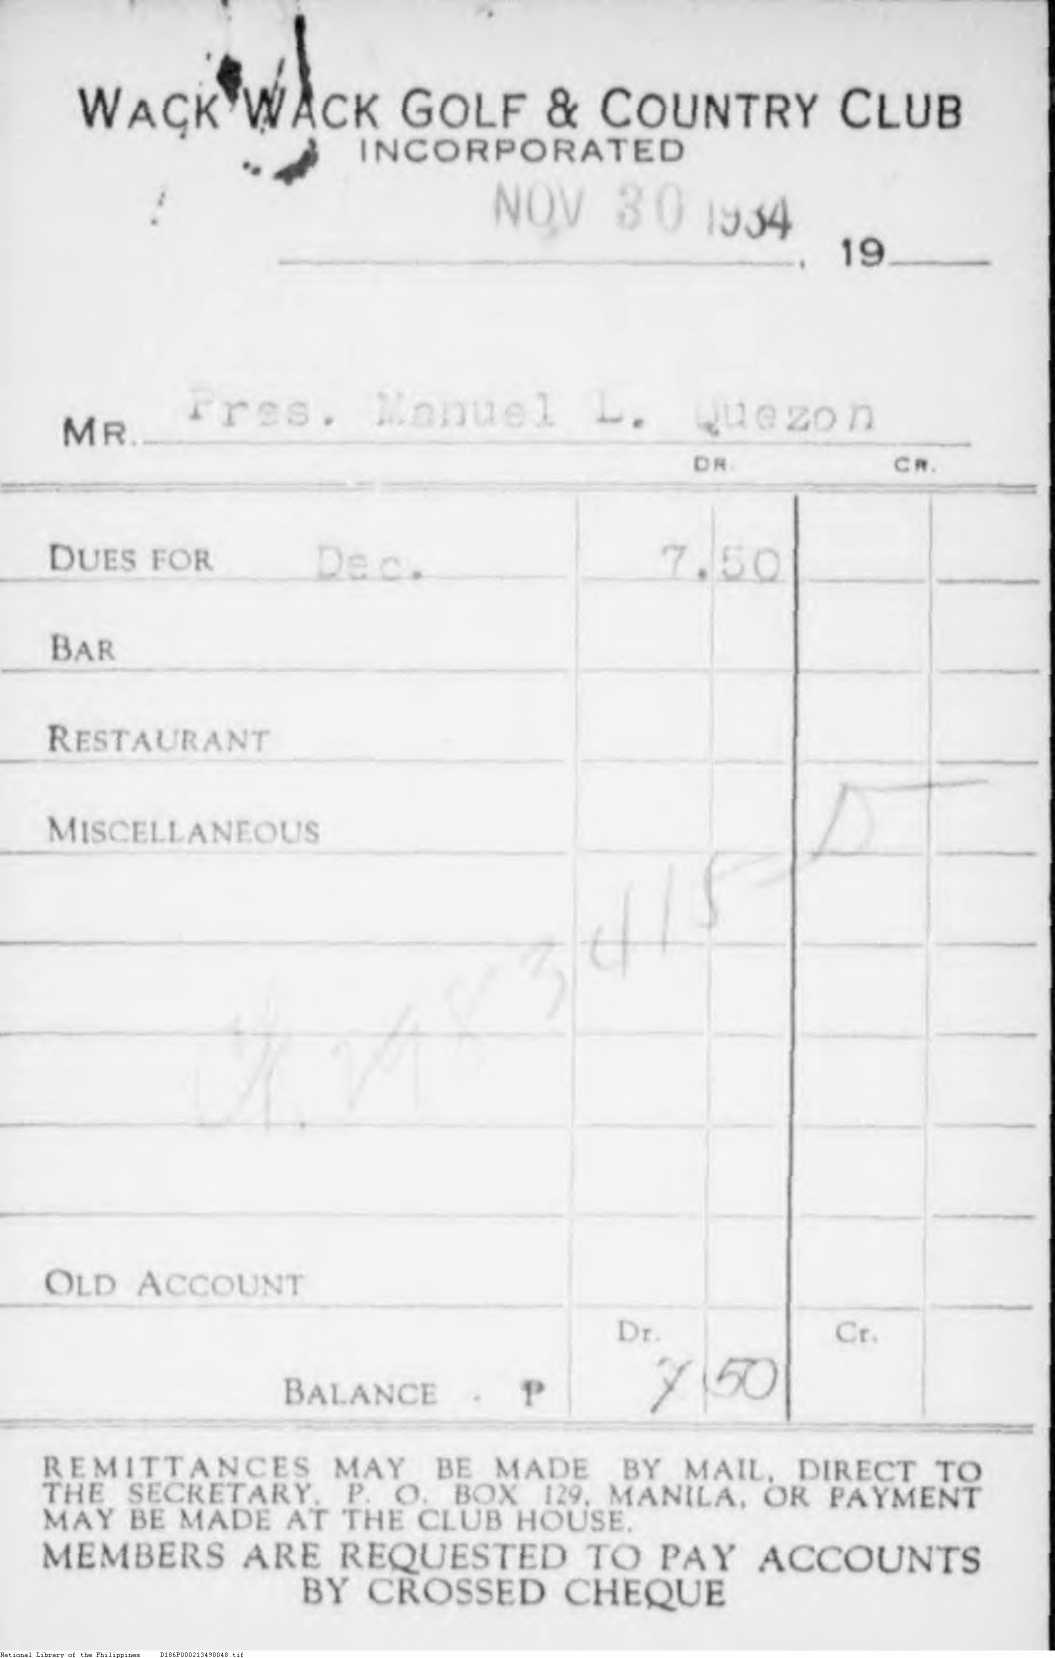 WACK WACK GOLF & COUNTRY CLUB
INCORPORATED
NOV 30 1934
, 19
MR. Pres. Manuel L. Quezon
DR. CR.
DUES FOR Dec. 7.50
BAR
RESTAURANT
MISCELLANEOUS
3415-D
OLD ACCOUNT
Dr. Cr.
BALANCE . ₱ 7 50
REMITTANCES MAY BE MADE BY MAIL, DIRECT TO
THE SECRETARY, P. O. BOX 129, MANILA, OR PAYMENT
MAY BE MADE AT THE CLUB HOUSE.
MEMBERS ARE REQUESTED TO PAY ACCOUNTS
BY CROSSED CHEQUE
National Library of the Philippines D186P000213498048.tif